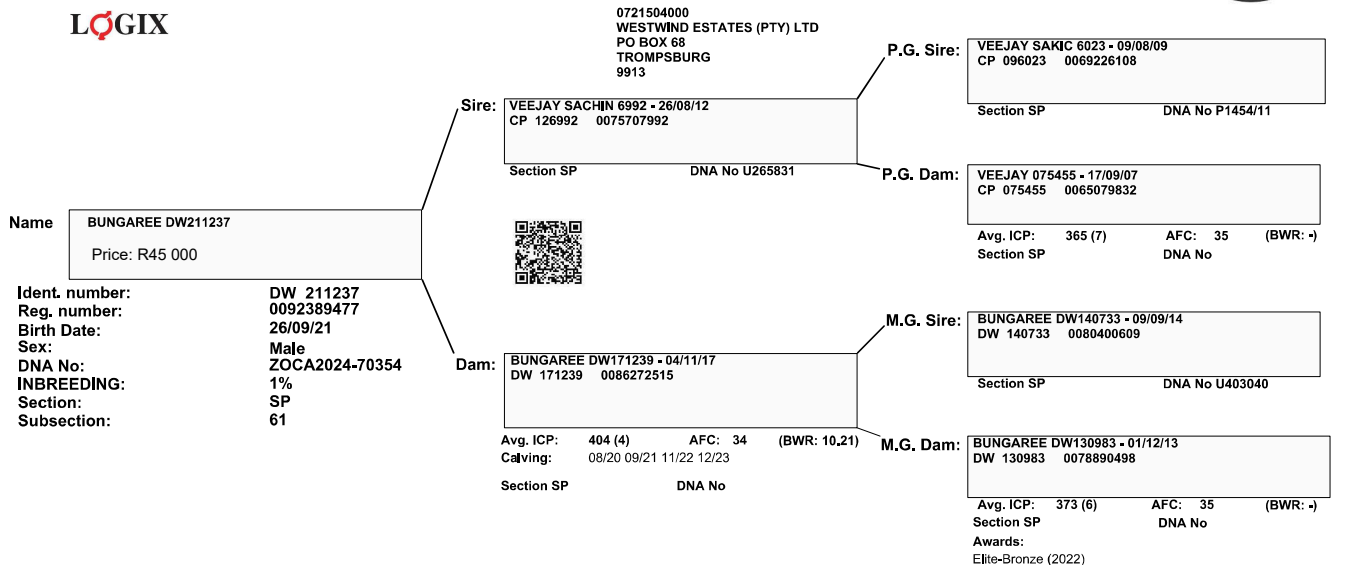 LOGIX
0721504000
WESTWIND ESTATES (PTY) LTD
PO BOX 68
TROMPSBURG
9913
P.G. Sire:
VEEJAY SAKIC 6023 - 09/08/09
CP 096023 0069226108
Section SP DNA No P1454/11
Sire:
VEEJAY SACHIN 6992 - 26/08/12
CP 126992 0075707992
Section SP DNA No U265831
P.G. Dam:
VEEJAY 075455 - 17/09/07
CP 075455 0065079832
Avg. ICP: 365 (7) AFC: 35 (BWR: -)
Section SP DNA No
Name BUNGAREE DW211237
Price: R45 000
Ident. number: DW 211237
Reg. number: 0092389477
Birth Date: 26/09/21
Sex: Male
DNA No: ZOCA2024-70354
INBREEDING: 1%
Section: SP
Subsection: 61
M.G. Sire:
BUNGAREE DW140733 - 09/09/14
DW 140733 0080400609
Section SP DNA No U403040
Dam:
BUNGAREE DW171239 - 04/11/17
DW 171239 0086272515
Avg. ICP: 404 (4) AFC: 34 (BWR: 10.21)
Calving: 08/20 09/21 11/22 12/23
Section SP DNA No
M.G. Dam:
BUNGAREE DW130983 - 01/12/13
DW 130983 0078890498
Avg. ICP: 373 (6) AFC: 35 (BWR: -)
Section SP DNA No
Awards:
Elite-Bronze (2022)